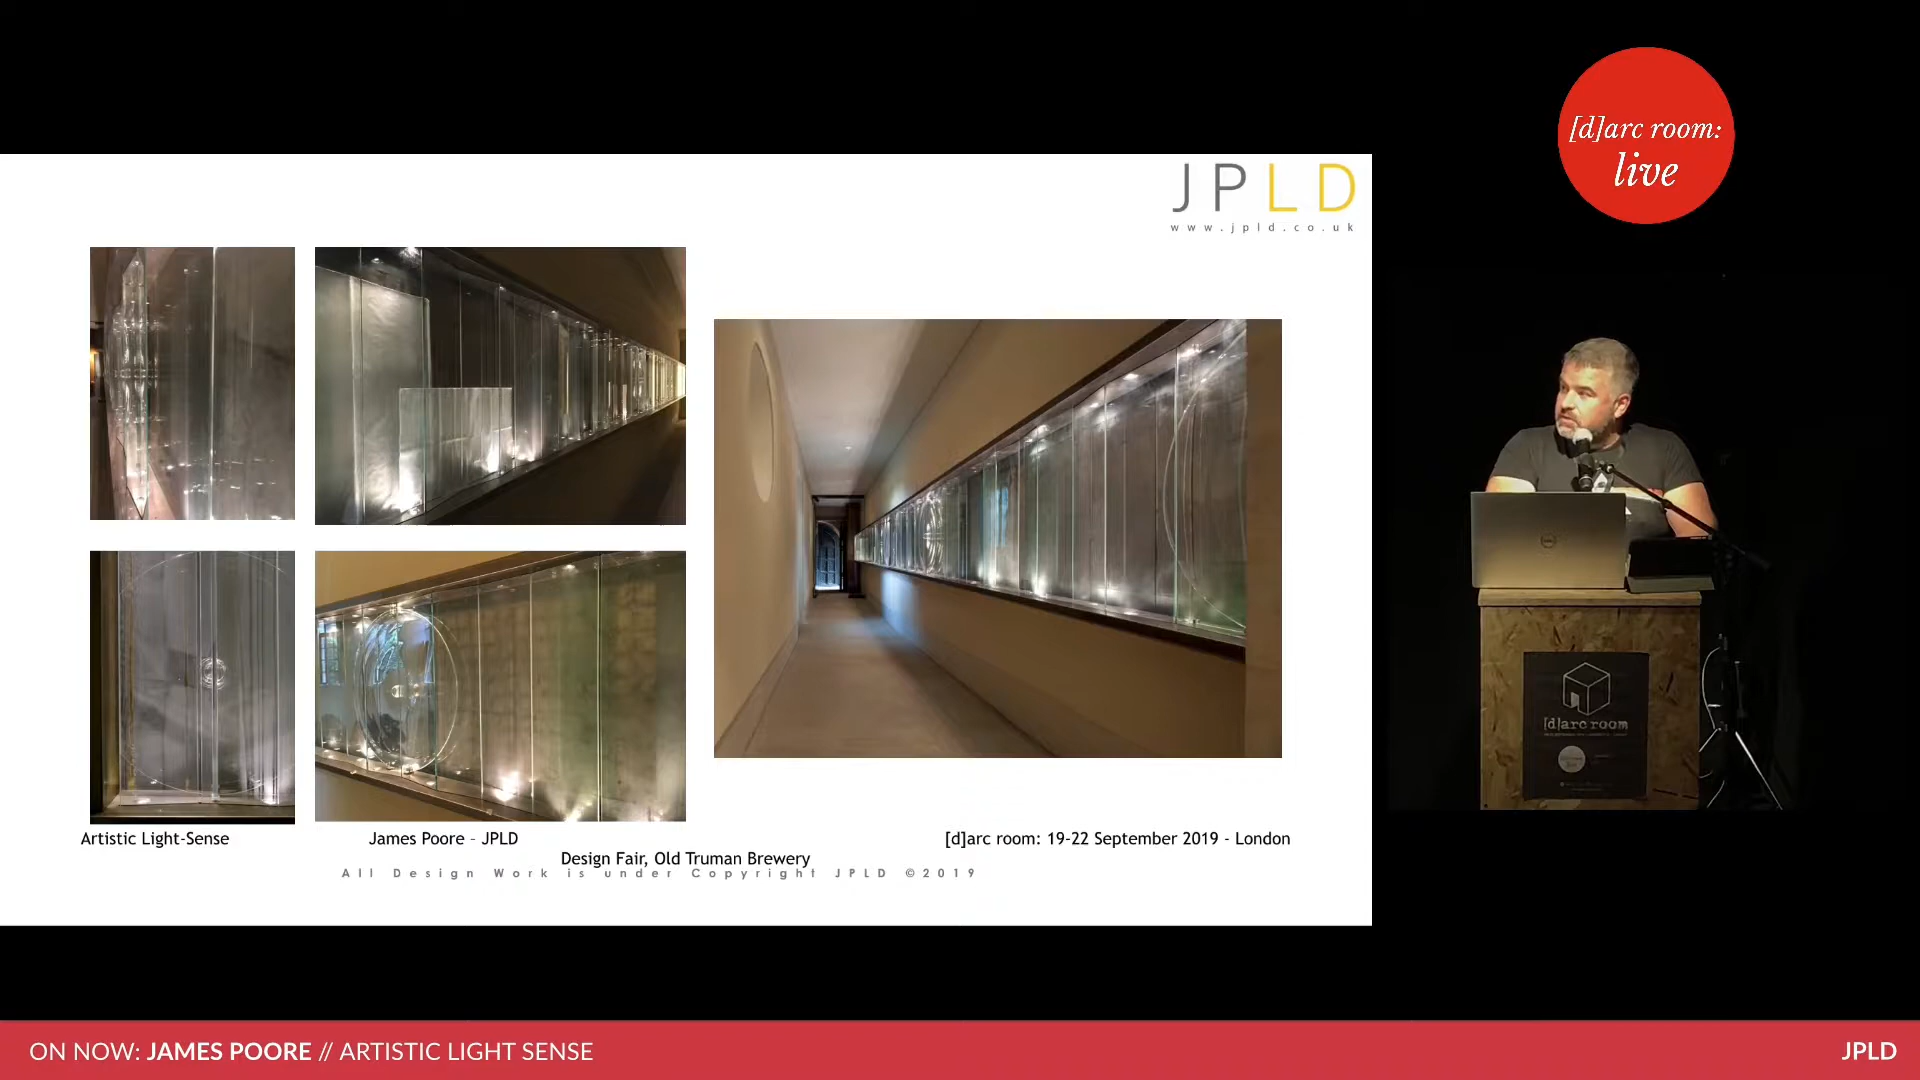 [d]arc room:
live
JPLD
www.jpld.co.uk
Artistic Light-Sense
James Poore - JPLD
[d]arc room: 19-22 September 2019 - London
Design Fair, Old Truman Brewery
All Design Work is under Copyright JPLD ©2019
[d]arc room
ON NOW: JAMES POORE // ARTISTIC LIGHT SENSE
JPLD